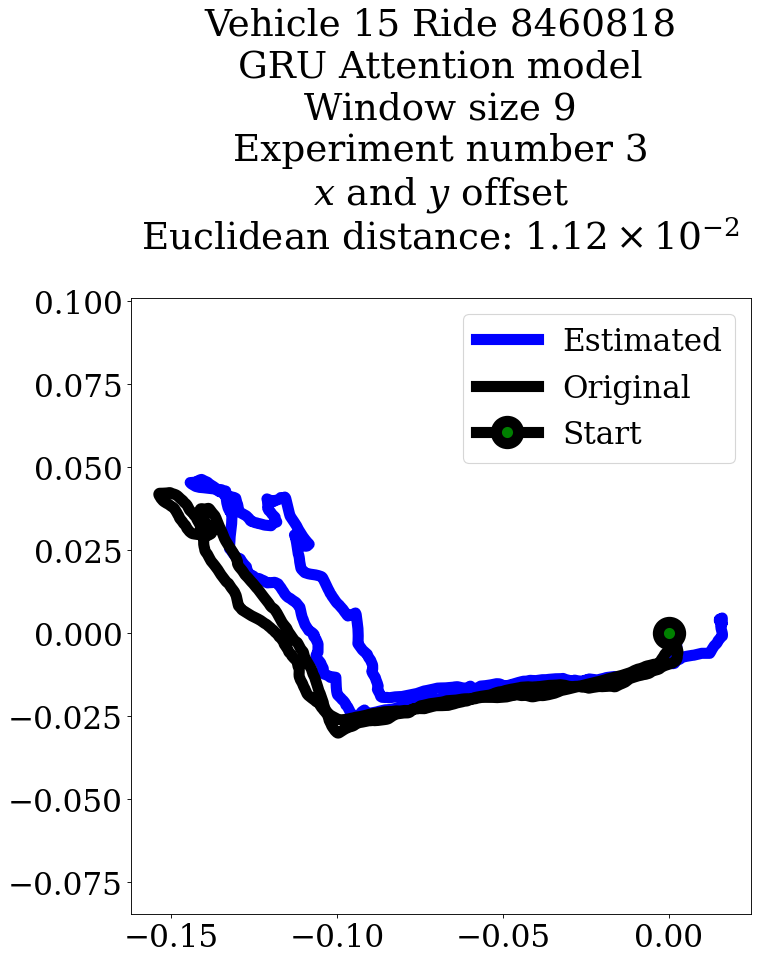 Vehicle 15 Ride 8460818
GRU Attention model
Window size 9
Experiment number 3
x and y offset
Euclidean distance: 1.12 × 10⁻²
0.100
0.075
0.050
0.025
0.000
−0.025
−0.050
−0.075
Estimated
Original
Start
−0.15
−0.10
−0.05
0.00